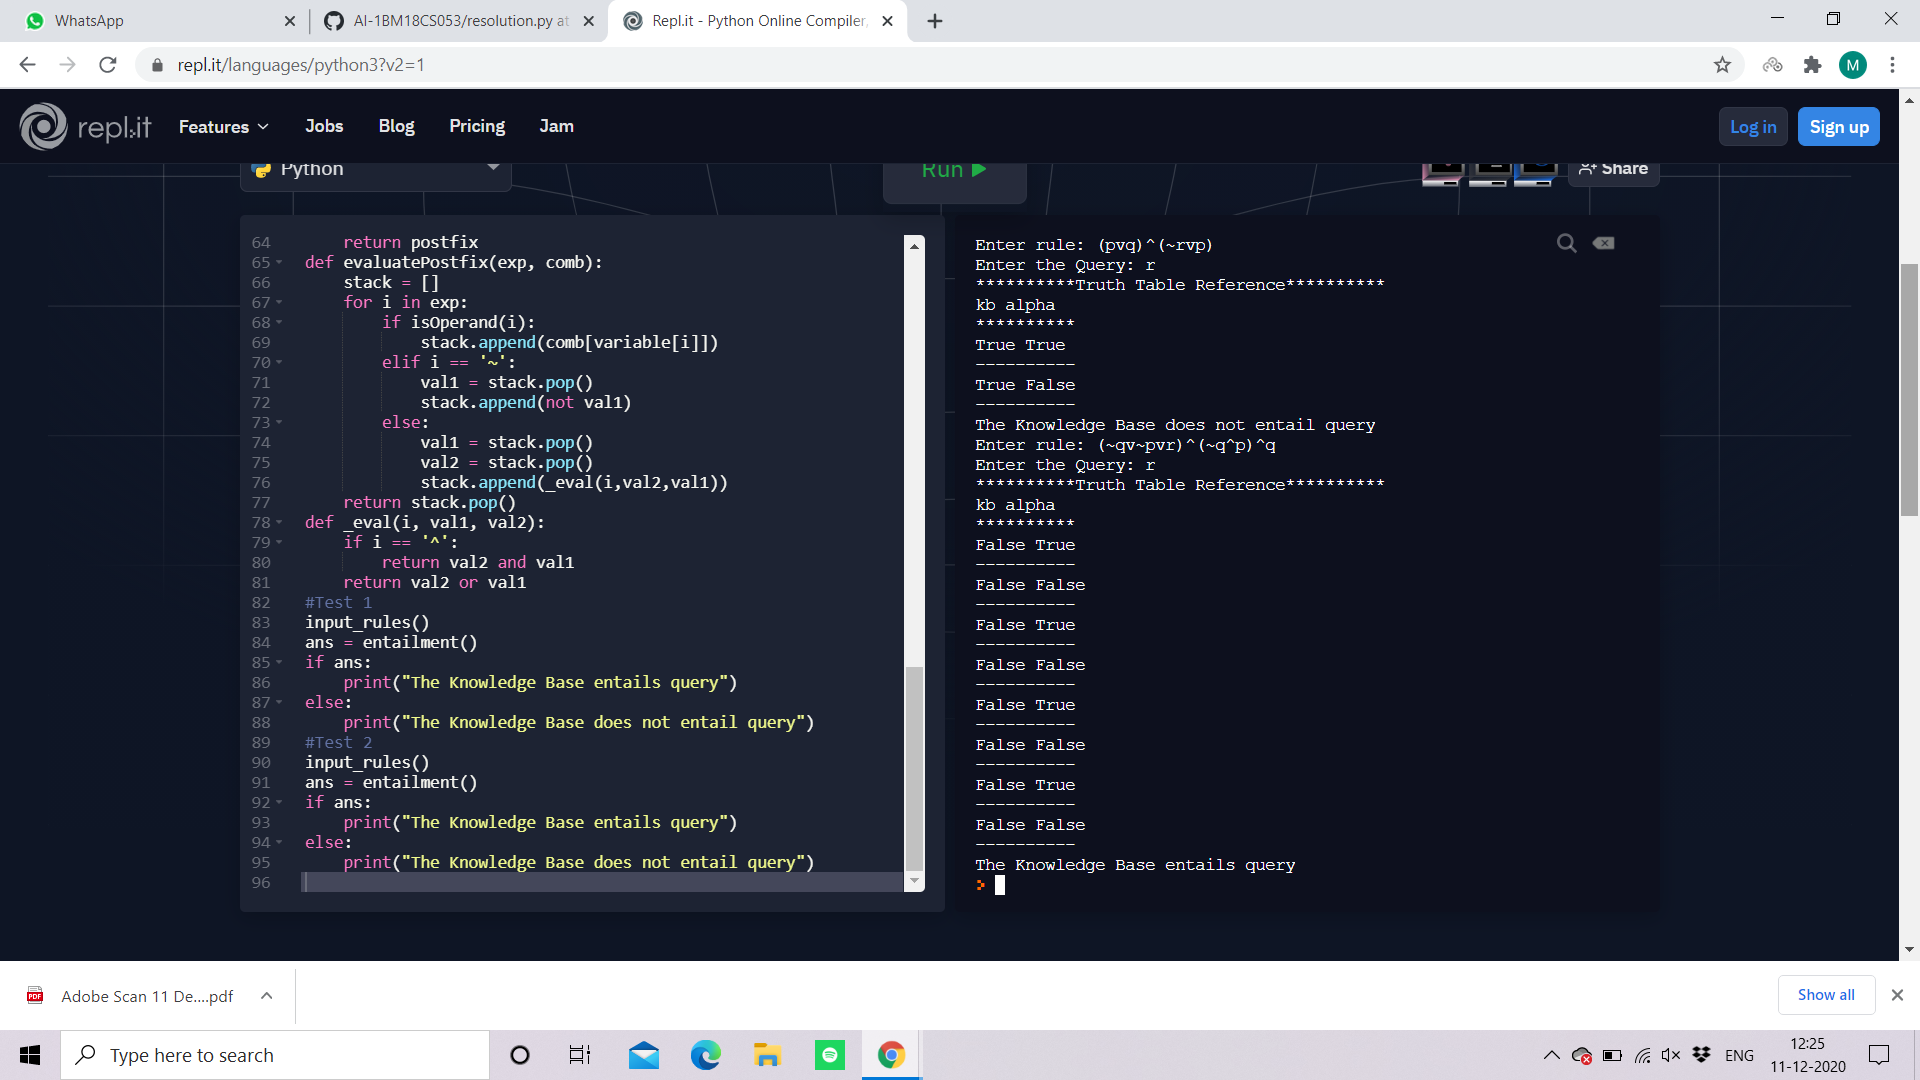 WhatsApp
AI-1BM18CS053/resolution.py at
Repl.it - Python Online Compiler,
repl.it/languages/python3?v2=1
M
repl.it
Features
Jobs
Blog
Pricing
Jam
Log in
Sign up
Python
Run
Share
64 return postfix
65 def evaluatePostfix(exp, comb):
66 stack = []
67 for i in exp:
68 if isOperand(i):
69 stack.append(comb[variable[i]])
70 elif i == '~':
71 val1 = stack.pop()
72 stack.append(not val1)
73 else:
74 val1 = stack.pop()
75 val2 = stack.pop()
76 stack.append(_eval(i,val2,val1))
77 return stack.pop()
78 def _eval(i, val1, val2):
79 if i == '^':
80 return val2 and val1
81 return val2 or val1
82 #Test 1
83 input_rules()
84 ans = entailment()
85 if ans:
86 print("The Knowledge Base entails query")
87 else:
88 print("The Knowledge Base does not entail query")
89 #Test 2
90 input_rules()
91 ans = entailment()
92 if ans:
93 print("The Knowledge Base entails query")
94 else:
95 print("The Knowledge Base does not entail query")
96
Enter rule: (pvq)^(~rvp)
Enter the Query: r
**********Truth Table Reference**********
kb alpha
**********
True True
----------
True False
----------
The Knowledge Base does not entail query
Enter rule: (~qv~pvr)^(~q^p)^q
Enter the Query: r
**********Truth Table Reference**********
kb alpha
**********
False True
----------
False False
----------
False True
----------
False False
----------
False True
----------
False False
----------
False True
----------
False False
----------
The Knowledge Base entails query
>
PDF
Adobe Scan 11 De....pdf
Show all
Type here to search
ENG
12:25
11-12-2020